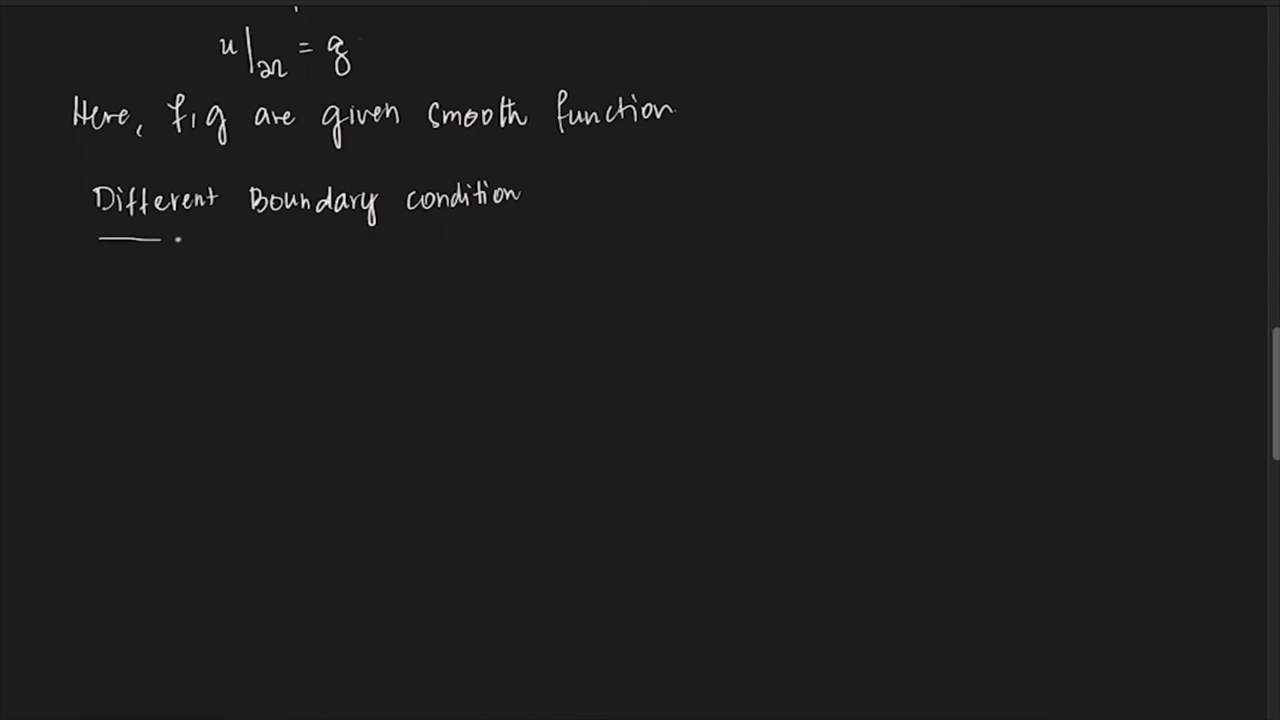 u|∂Ω = g
Here, f, g are given smooth function
Different Boundary condition